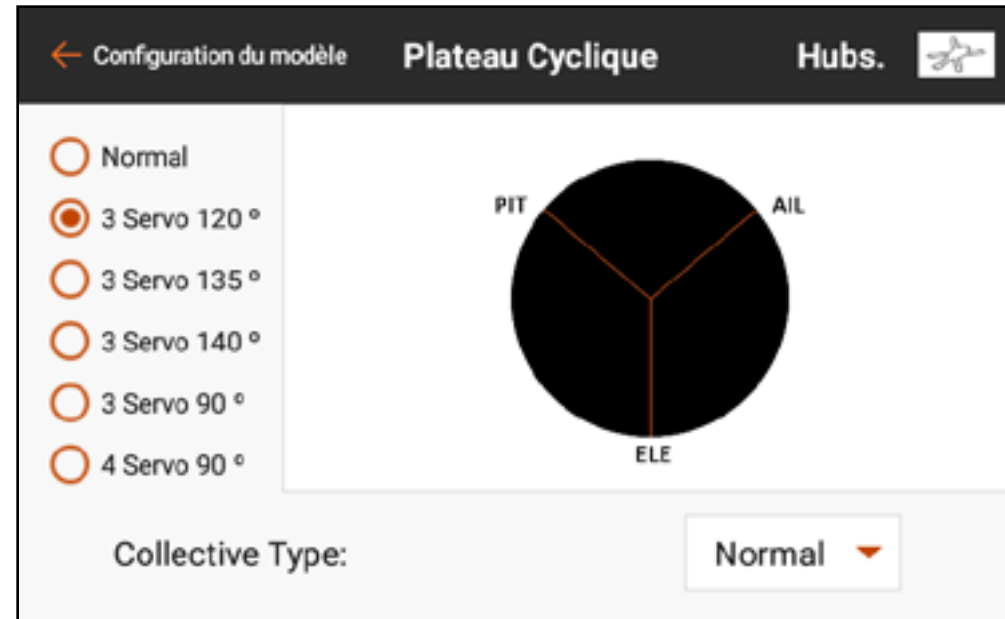 Configuration du modèle Plateau Cyclique Hubs.
Normal
3 Servo 120 º
3 Servo 135 º
3 Servo 140 º
3 Servo 90 º
4 Servo 90 º
PIT AIL
ELE
Collective Type: Normal